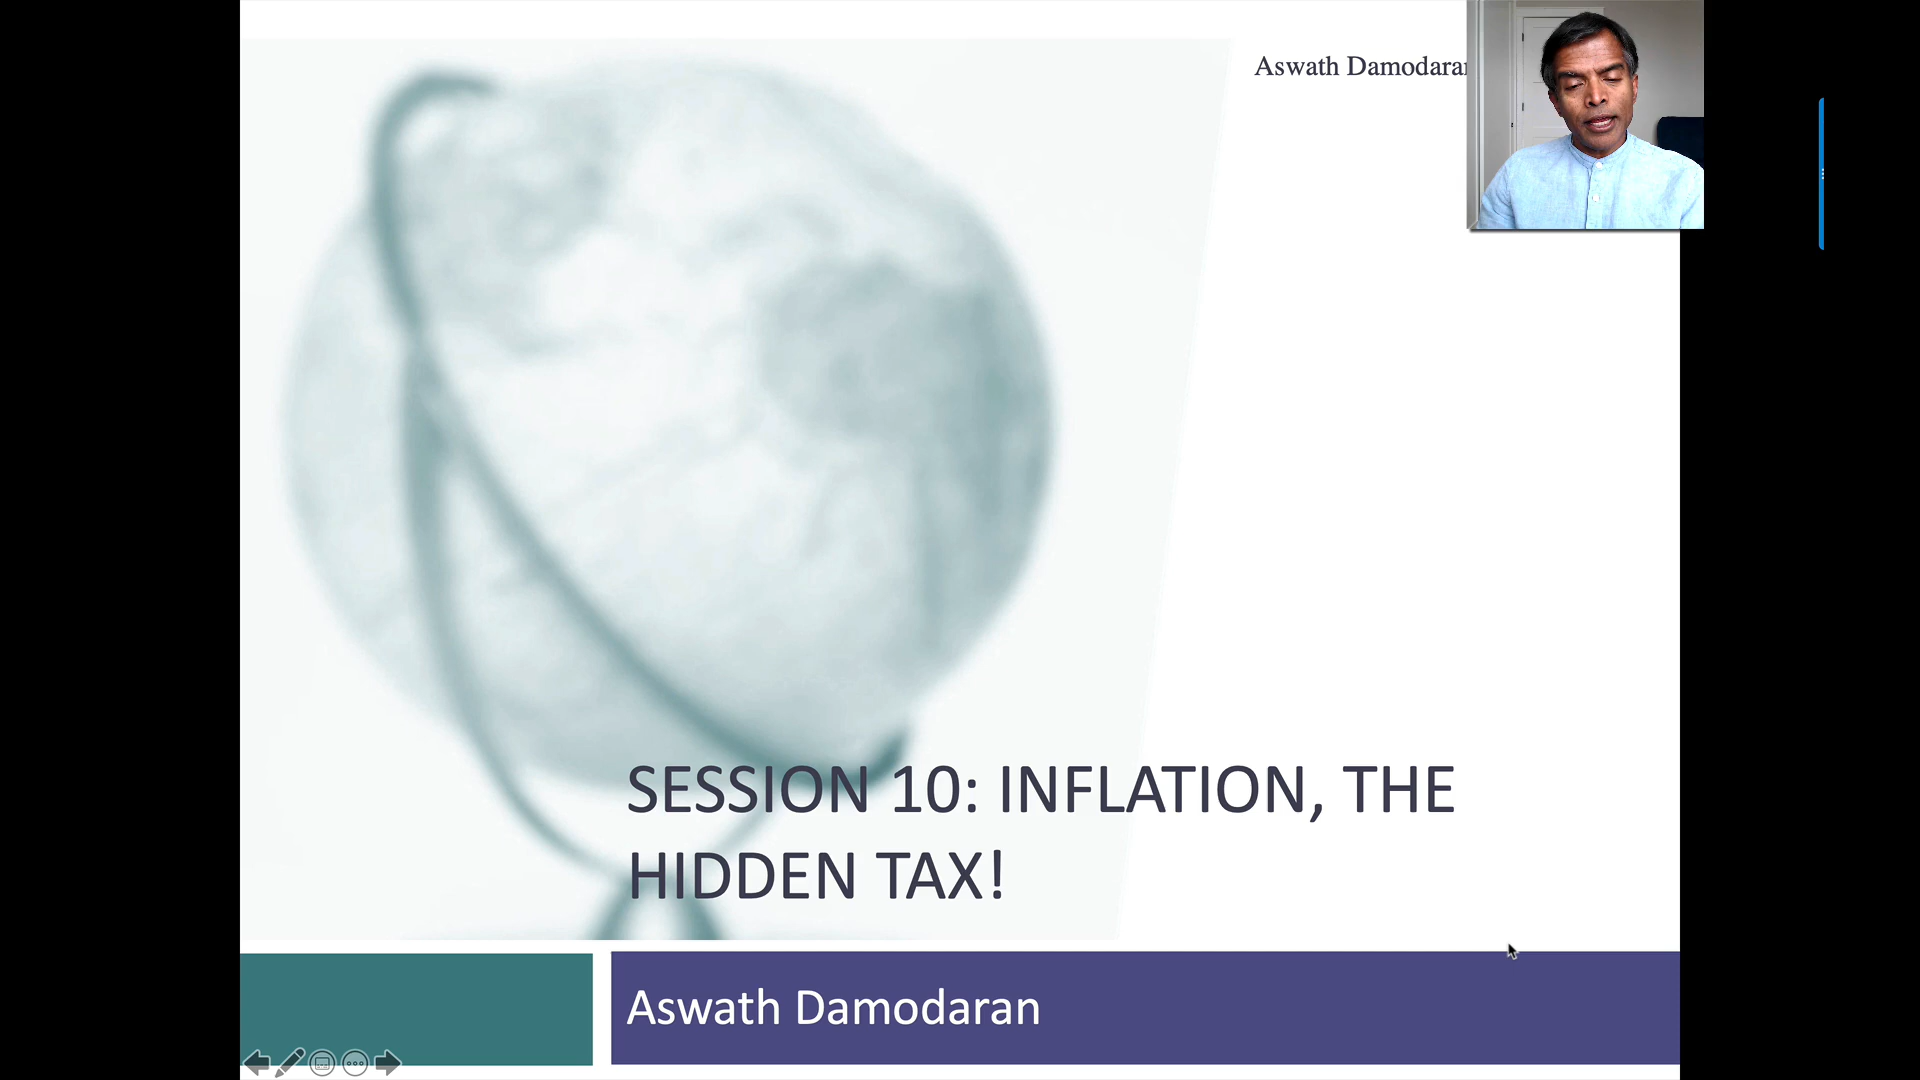 Aswath Damodaran
SESSION 10: INFLATION, THE
HIDDEN TAX!
Aswath Damodaran